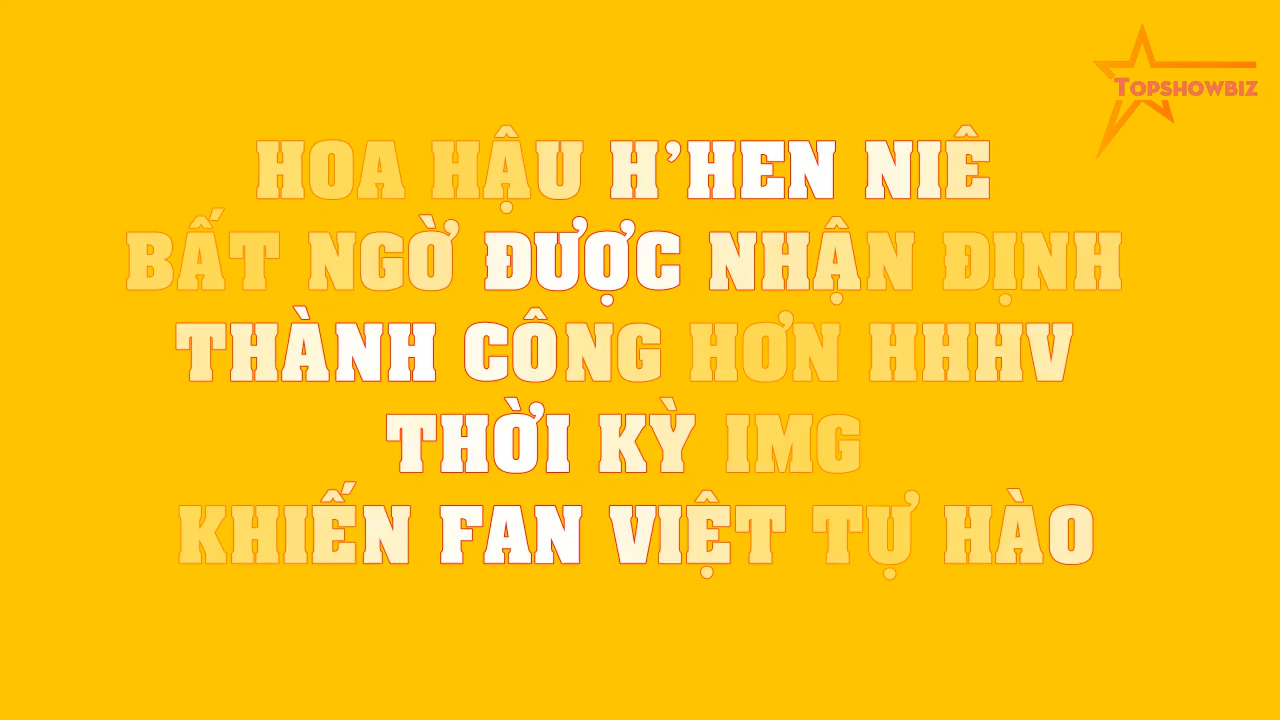 TOPSHOWBIZ
HOA HẬU H'HEN NIÊ
BẤT NGỜ ĐƯỢC NHẬN ĐỊNH
THÀNH CÔNG HƠN HHHV
THỜI KỲ IMG
KHIẾN FAN VIỆT TỰ HÀO